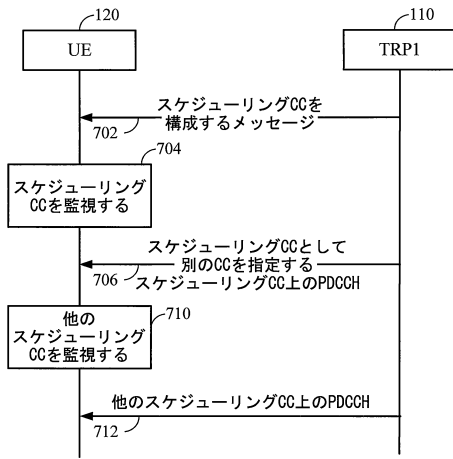 120
110
UE
TRP1
スケジューリングCCを
構成するメッセージ
702
704
スケジューリング
CCを監視する
スケジューリングCCとして
別のCCを指定する
706
スケジューリングCC上のPDCCH
710
他の
スケジューリング
CCを監視する
他のスケジューリングCC上のPDCCH
712